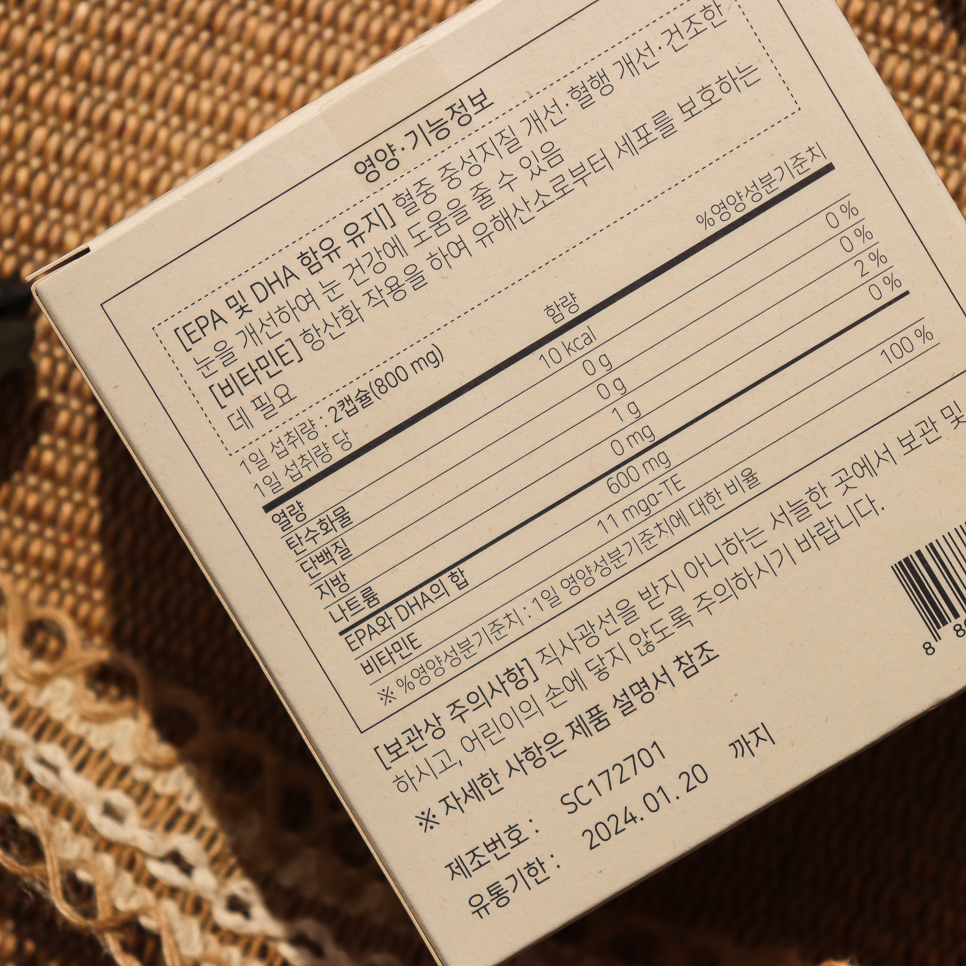 영양·기능정보
[EPA 및 DHA 함유 유지] 혈중 중성지질 개선·혈행 개선·건조한
눈을 개선하여 눈 건강에 도움을 줄 수 있음
[비타민E] 항산화 작용을 하여 유해산소로부터 세포를 보호하는
데 필요
1일 섭취량 : 2캡슐(800 mg)
1일 섭취량 당 함량 %영양성분기준치
열량 10 kcal
탄수화물 0 g 0 %
단백질 0 g 0 %
지방 1 g 2 %
나트륨 0 mg 0 %
EPA와 DHA의 합 600 mg
비타민E 11 mgα-TE 100 %
※ %영양성분기준치 : 1일 영양성분기준치에 대한 비율
[보관상 주의사항] 직사광선을 받지 아니하는 서늘한 곳에서 보관 및
하시고, 어린이의 손에 닿지 않도록 주의하시기 바랍니다.
※ 자세한 사항은 제품 설명서 참조
제조번호 : SC172701
유통기한 : 2024. 01. 20 까지
8